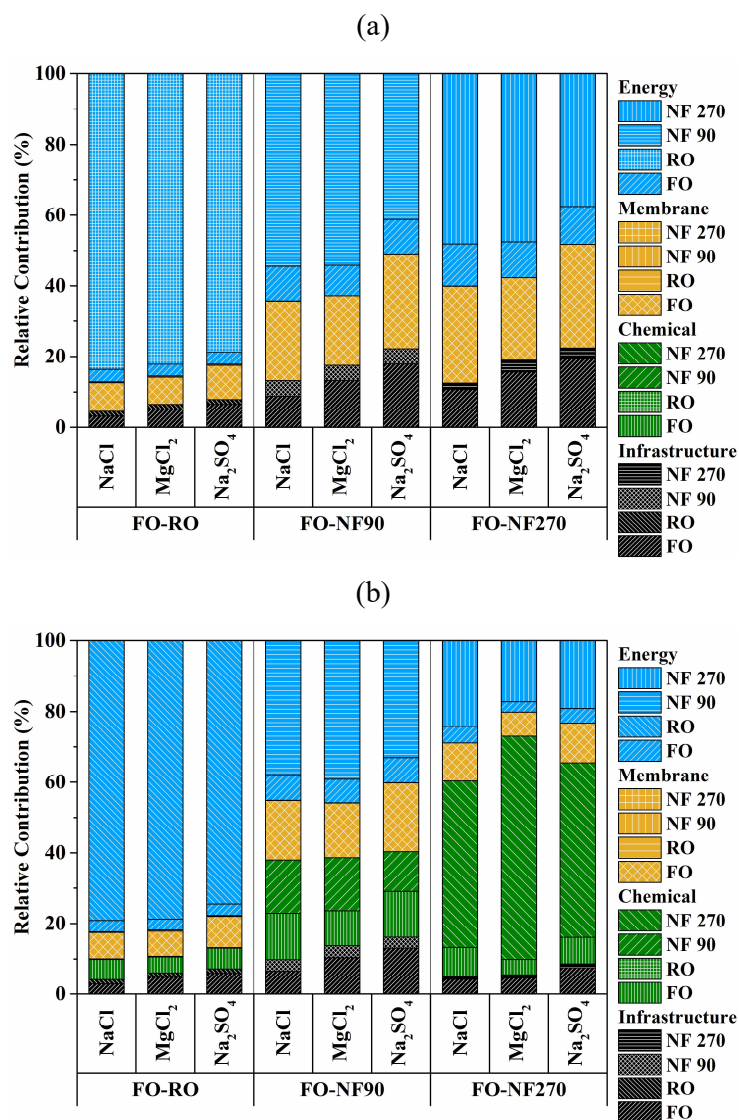 (a)
Relative Contribution (%)
100
80
60
40
20
0
NaCl
MgCl₂
Na₂SO₄
NaCl
MgCl₂
Na₂SO₄
NaCl
MgCl₂
Na₂SO₄
FO-RO
FO-NF90
FO-NF270
Energy
NF 270
NF 90
RO
FO
Membrane
NF 270
NF 90
RO
FO
Chemical
NF 270
NF 90
RO
FO
Infrastructure
NF 270
NF 90
RO
FO
(b)
Relative Contribution (%)
100
80
60
40
20
0
NaCl
MgCl₂
Na₂SO₄
NaCl
MgCl₂
Na₂SO₄
NaCl
MgCl₂
Na₂SO₄
FO-RO
FO-NF90
FO-NF270
Energy
NF 270
NF 90
RO
FO
Membrane
NF 270
NF 90
RO
FO
Chemical
NF 270
NF 90
RO
FO
Infrastructure
NF 270
NF 90
RO
FO